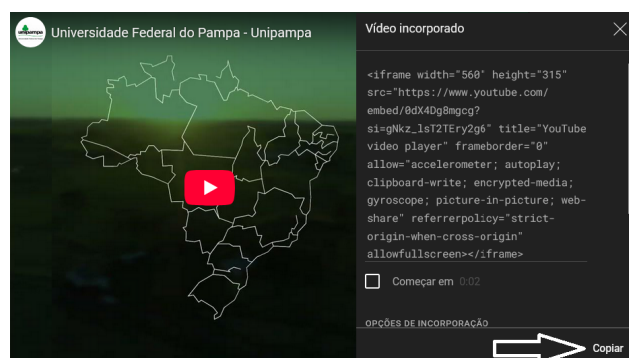 unipampa
Universidade Federal do Pampa - Unipampa
Vídeo incorporado
<iframe width="560" height="315"
src="https://www.youtube.com/
embed/0dX4Dg8mgcg?
si=gNkz_lsT2TEry2g6" title="YouTube
video player" frameborder="0"
allow="accelerometer; autoplay;
clipboard-write; encrypted-media;
gyroscope; picture-in-picture; web-
share" referrerpolicy="strict-
origin-when-cross-origin"
allowfullscreen></iframe>
Começar em 0:02
OPÇÕES DE INCORPORAÇÃO
Copiar